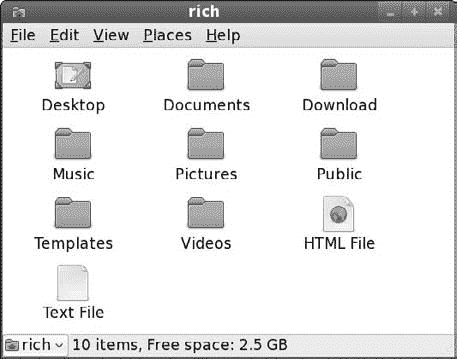 rich
File Edit View Places Help
Desktop Documents Download
Music Pictures Public
Templates Videos HTML File
Text File
rich 10 items, Free space: 2.5 GB